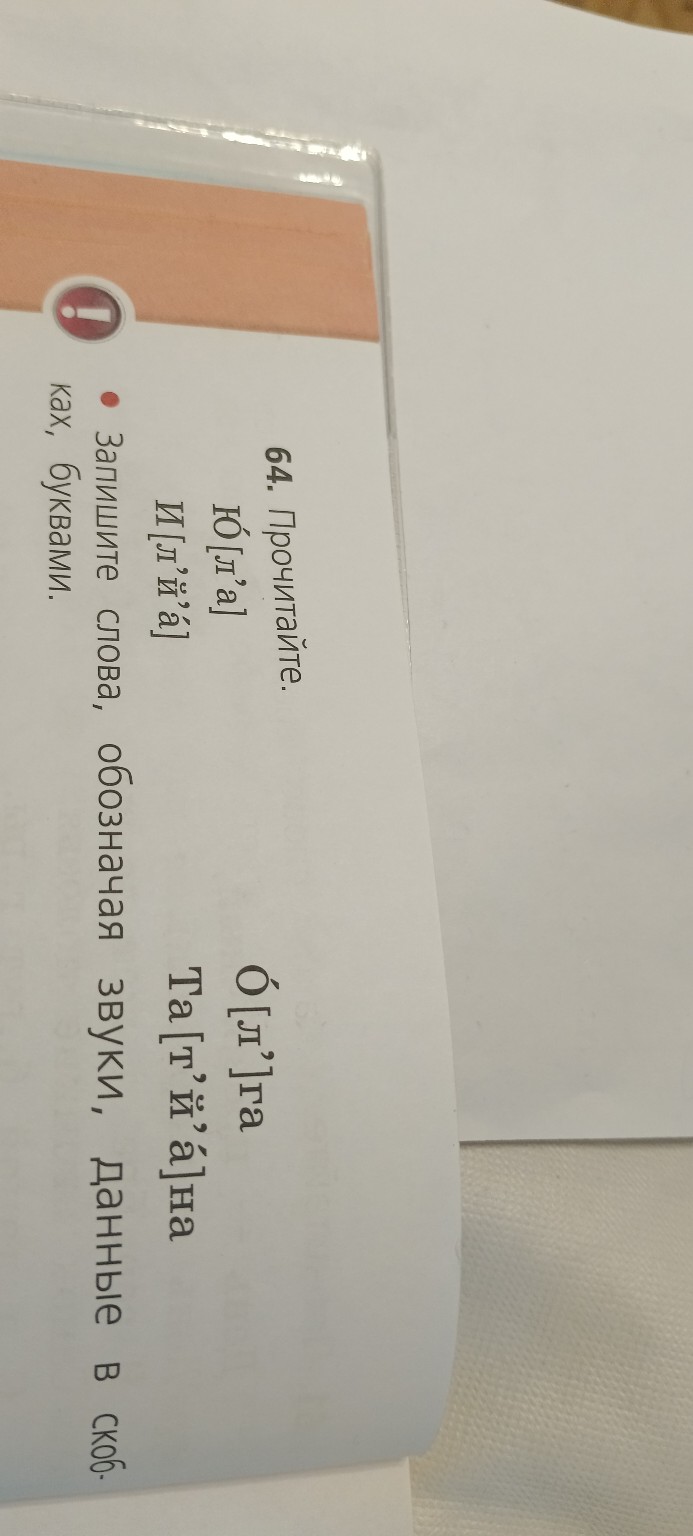 64. Прочитайте.
Ю́[л’а] О́[л’]га
И[л’й’а́] Та[т’й’а́]на
• Запишите слова, обозначая звуки, данные в скоб-
ках, буквами.